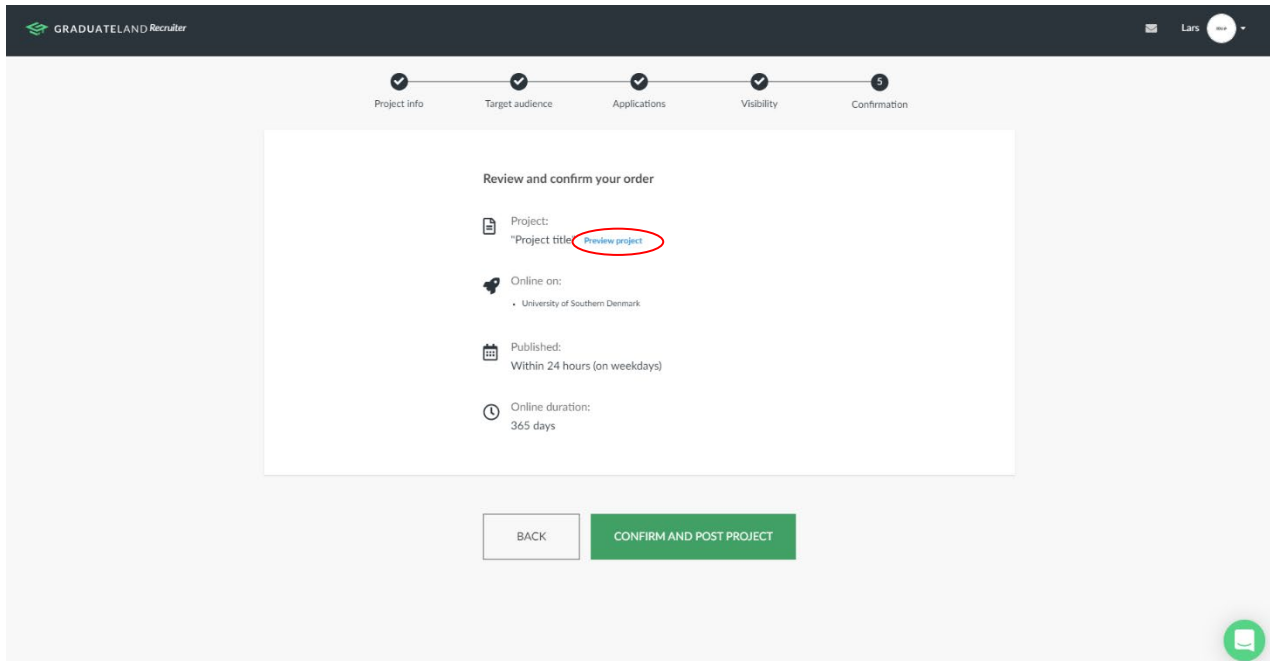 GRADUATELAND Recruiter
Lars
5
Project info Target audience Applications Visibility Confirmation
Review and confirm your order
Project:
"Project title" Preview project
Online on:
• University of Southern Denmark
Published:
Within 24 hours (on weekdays)
Online duration:
365 days
BACK CONFIRM AND POST PROJECT